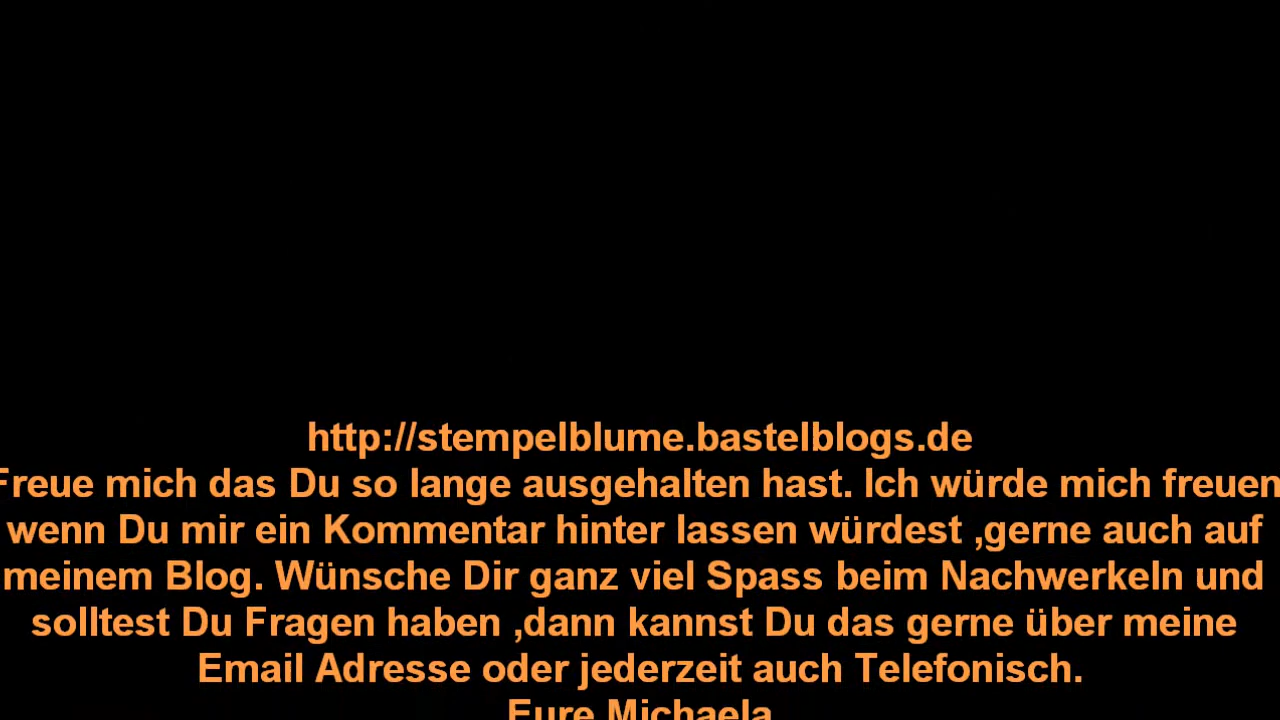 http://stempelblume.bastelblogs.de
Freue mich das Du so lange ausgehalten hast. Ich würde mich freuen
wenn Du mir ein Kommentar hinter lassen würdest ,gerne auch auf
meinem Blog. Wünsche Dir ganz viel Spass beim Nachwerkeln und
solltest Du Fragen haben ,dann kannst Du das gerne über meine
Email Adresse oder jederzeit auch Telefonisch.
Eure Michaela